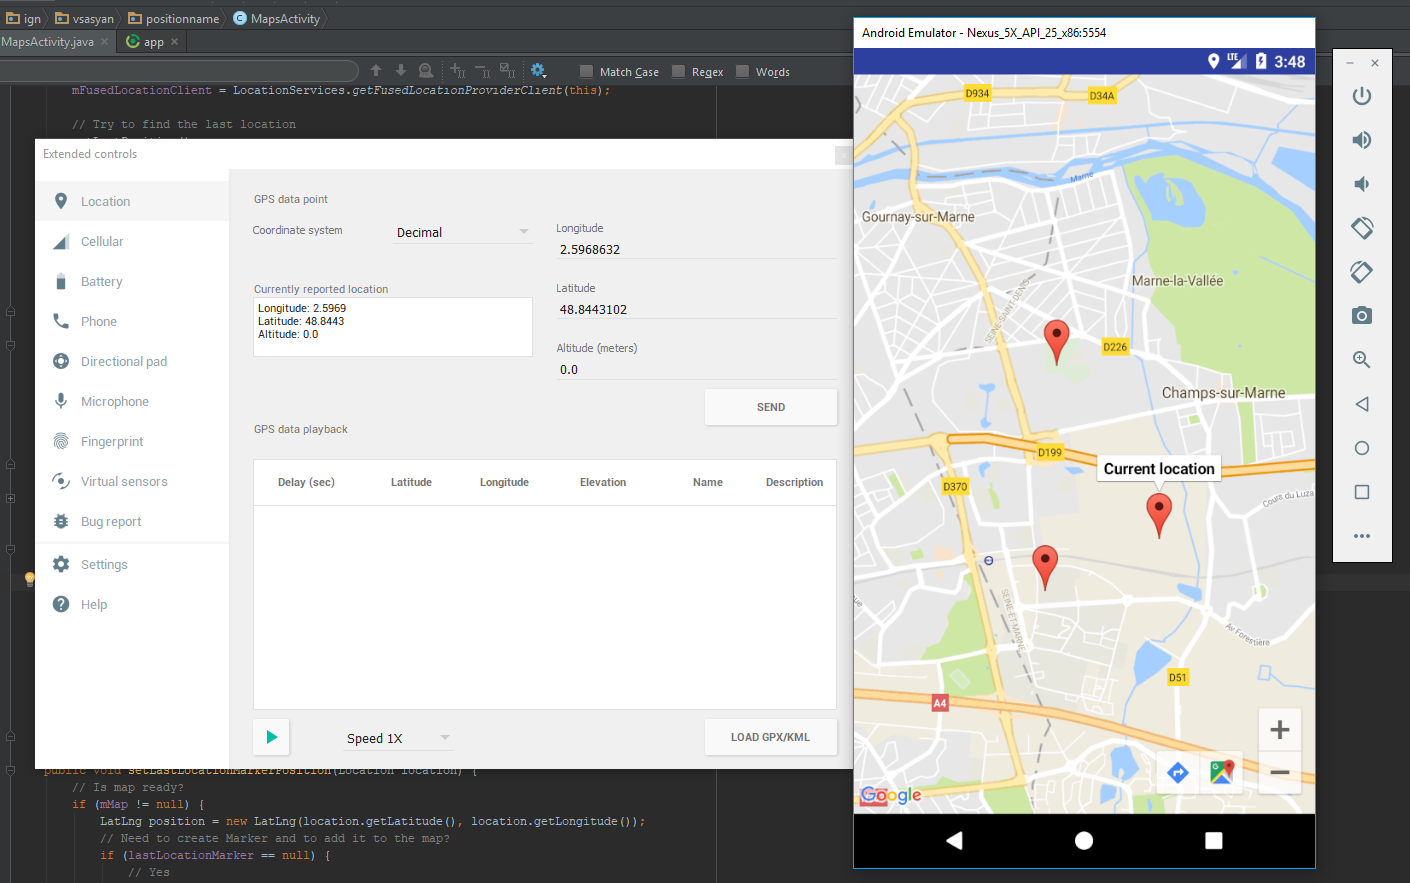 ign vsasyan positionname MapsActivity
MapsActivity.java app
Match Case Regex Words
mFusedLocationClient = LocationServices.getFusedLocationProviderClient(this);
// Try to find the last location
Extended controls
Location
Cellular
Battery
Phone
Directional pad
Microphone
Fingerprint
Virtual sensors
Bug report
Settings
Help
GPS data point
Coordinate system
Decimal
Longitude
2.5968632
Latitude
48.8443102
Altitude (meters)
0.0
Currently reported location
Longitude: 2.5969
Latitude: 48.8443
Altitude: 0.0
SEND
GPS data playback
Delay (sec) Latitude Longitude Elevation Name Description
Speed 1X
LOAD GPX/KML
public void setLastLocationMarkerPosition(Location location) {
// Is map ready?
if (mMap != null) {
LatLng position = new LatLng(location.getLatitude(), location.getLongitude());
// Need to create Marker and to add it to the map?
if (lastLocationMarker == null) {
// Yes
Android Emulator - Nexus_5X_API_25_x86:5554
LTE 3:48
D934
D34A
Marne
Gournay-sur-Marne
Marne-la-Vallée
SEINE-SAINT-DENIS
D226
Champs-sur-Marne
D199
Current location
D370
Cours du Luza
SEINE-ET-MARNE
Av Forestière
D51
A4
Google